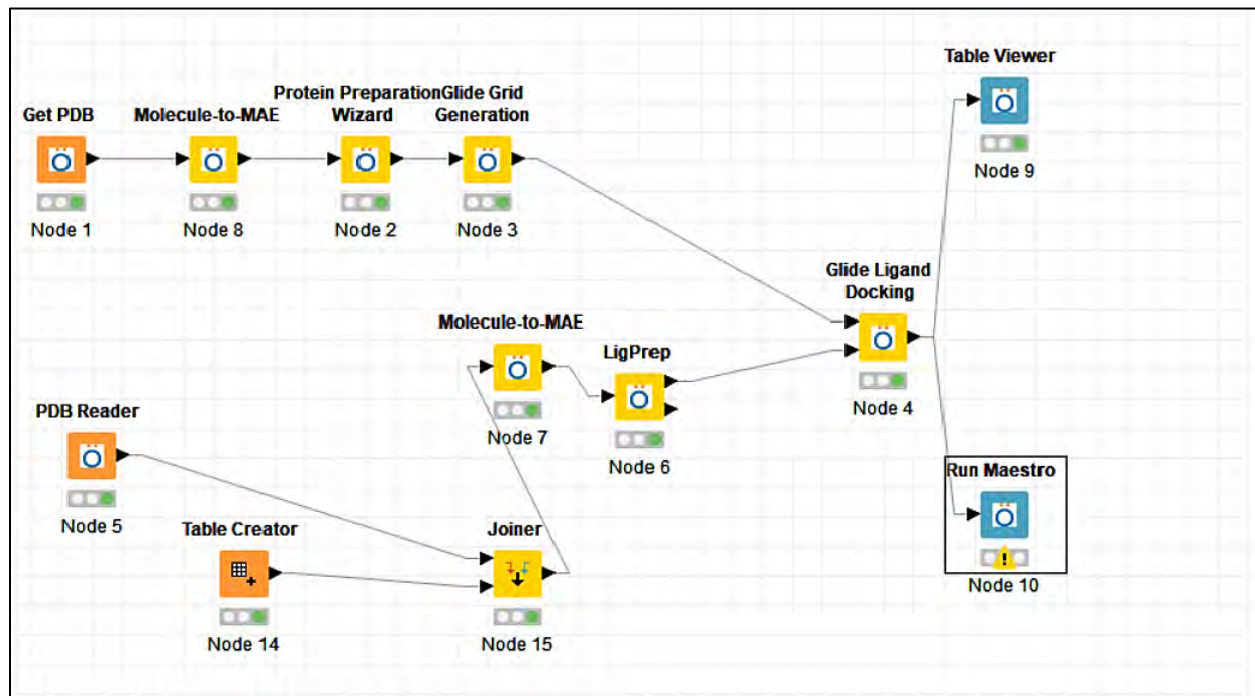 Table Viewer
Node 9
Get PDB
Node 1
Molecule-to-MAE
Node 8
Protein Preparation
Wizard
Node 2
Glide Grid
Generation
Node 3
Glide Ligand
Docking
Node 4
Molecule-to-MAE
Node 7
LigPrep
Node 6
PDB Reader
Node 5
Table Creator
Node 14
Joiner
Node 15
Run Maestro
Node 10